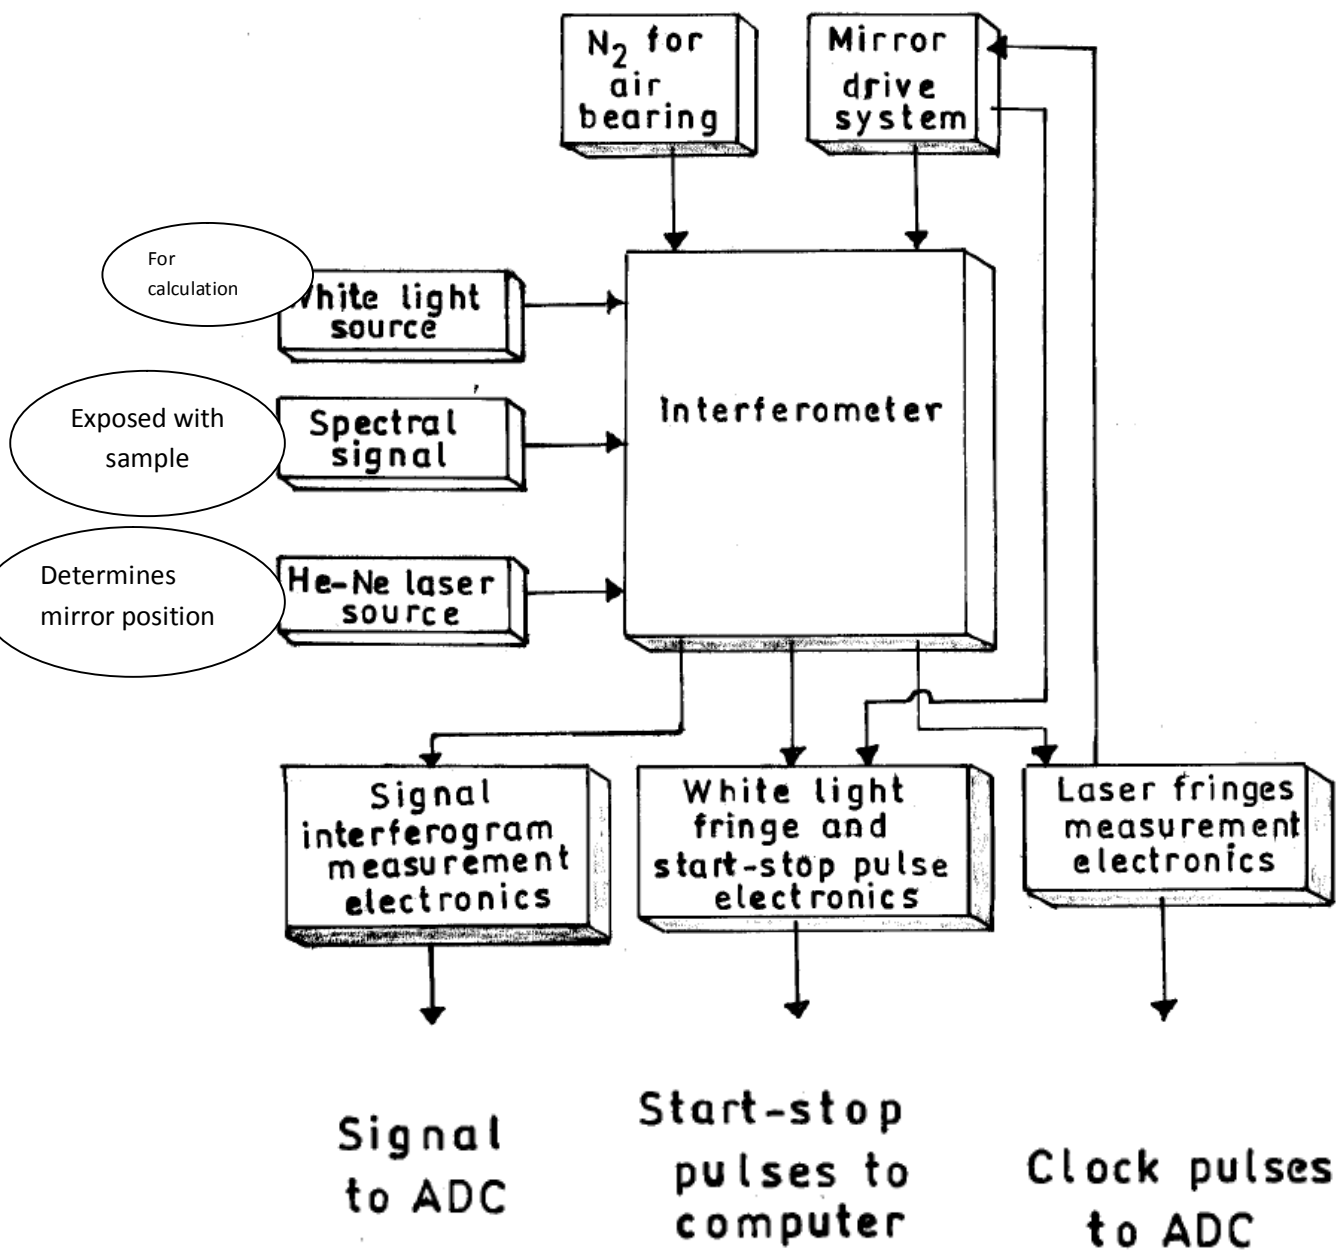 N2 for
air
bearing
Mirror
drive
system
For
calculation
White light
source
Exposed with
sample
Spectral
signal
Interferometer
Determines
mirror position
He-Ne laser
source
Signal
interferogram
measurement
electronics
White light
fringe and
start-stop pulse
electronics
Laser fringes
measurement
electronics
Signal
to ADC
Start-stop
pulses to
computer
Clock pulses
to ADC